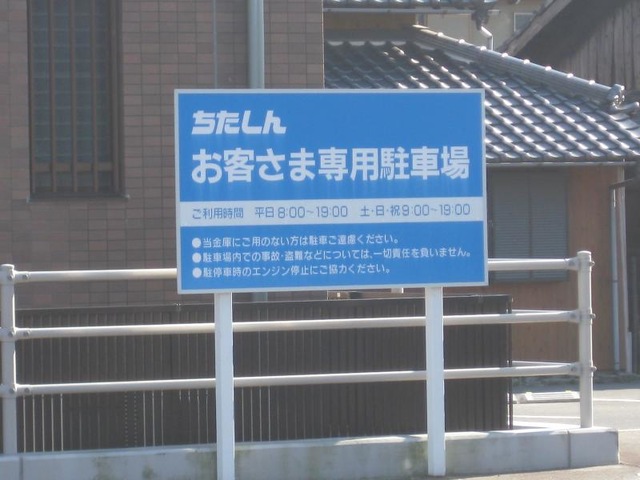 ちたしん
お客さま専用駐車場
ご利用時間 平日8:00~19:00 土・日・祝9:00~19:00
●当金庫にご用のない方は駐車ご遠慮ください。
●駐車場内での事故・盗難などについては、一切責任を負いません。
●駐停車時のエンジン停止にご協力ください。